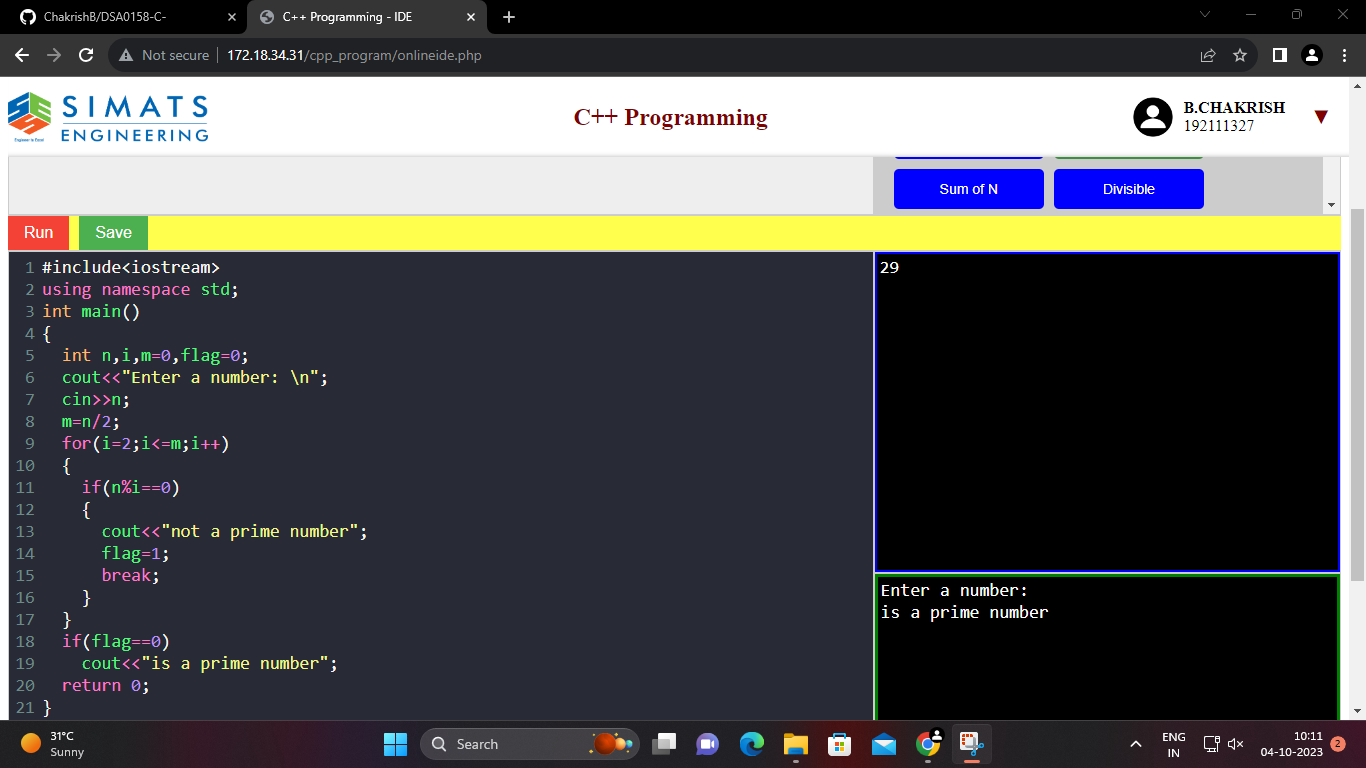 ChakrishB/DSA0158-C-
C++ Programming - IDE
Not secure
172.18.34.31/cpp_program/onlineide.php
SIMATS
ENGINEERING
Engineer to Excel
C++ Programming
B.CHAKRISH
192111327
Sum of N
Divisible
Run
Save
1 #include<iostream>
2 using namespace std;
3 int main()
4 {
5 int n,i,m=0,flag=0;
6 cout<<"Enter a number: \n";
7 cin>>n;
8 m=n/2;
9 for(i=2;i<=m;i++)
10 {
11 if(n%i==0)
12 {
13 cout<<"not a prime number";
14 flag=1;
15 break;
16 }
17 }
18 if(flag==0)
19 cout<<"is a prime number";
20 return 0;
21 }
29
Enter a number:
is a prime number
31°C
Sunny
Search
ENG
IN
10:11
04-10-2023
2